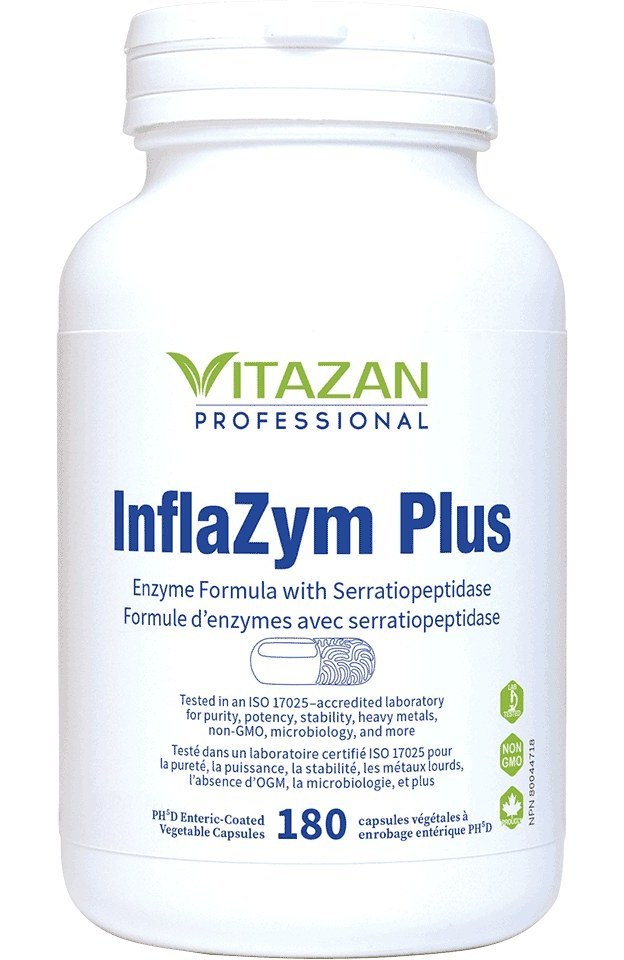 VITAZAN
PROFESSIONAL
InflaZym Plus
Enzyme Formula with Serratiopeptidase
Formule d’enzymes avec serratiopeptidase
Tested in an ISO 17025–accredited laboratory
for purity, potency, stability, heavy metals,
non-GMO, microbiology, and more
Testé dans un laboratoire certifié ISO 17025 pour
la pureté, la puissance, la stabilité, les métaux lourds,
l’absence d’OGM, la microbiologie, et plus
PH⁵D Enteric-Coated
Vegetable Capsules
180
capsules végétales à
enrobage entérique PH⁵D
LAB
TESTED
NON
GMO
PRODUCT
NPN 80044718